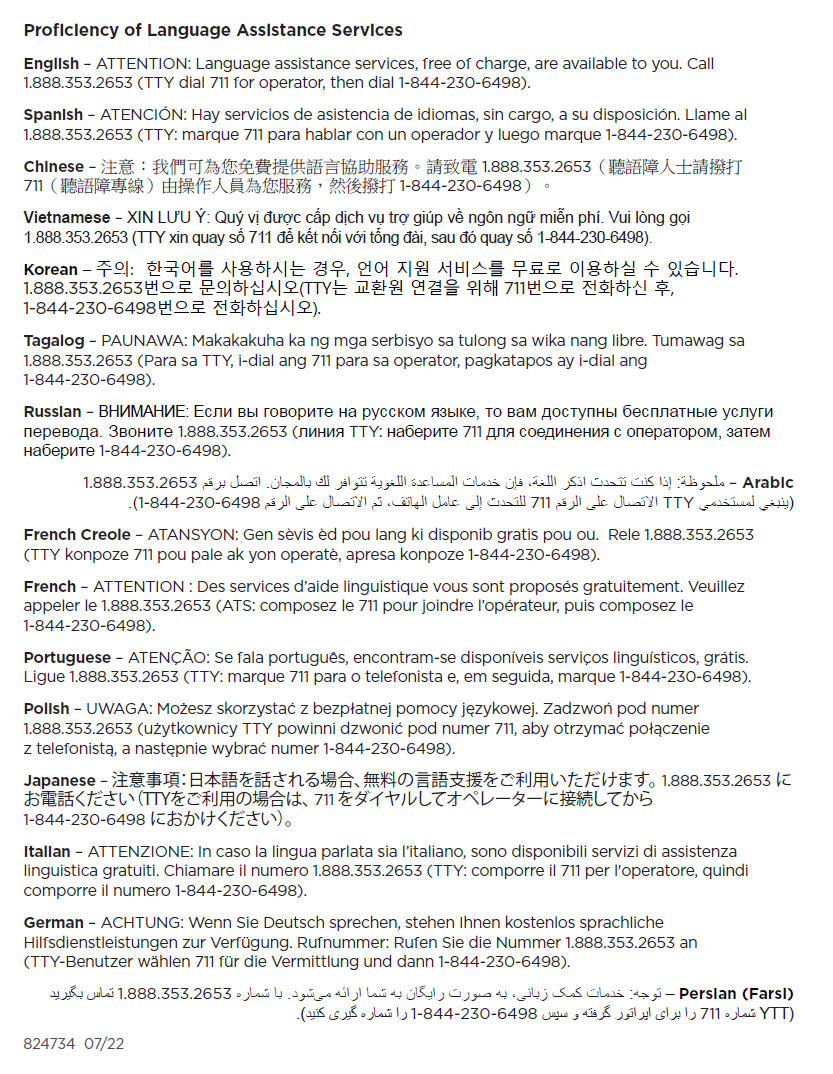 Proficiency of Language Assistance Services
English – ATTENTION: Language assistance services, free of charge, are available to you. Call
1.888.353.2653 (TTY dial 711 for operator, then dial 1-844-230-6498).
Spanish – ATENCIÓN: Hay servicios de asistencia de idiomas, sin cargo, a su disposición. Llame al
1.888.353.2653 (TTY: marque 711 para hablar con un operador y luego marque 1-844-230-6498).
Chinese – 注意：我們可為您免費提供語言協助服務。請致電 1.888.353.2653（聽語障人士請撥打
711（聽語障專線）由操作人員為您服務，然後撥打 1-844-230-6498）。
Vietnamese – XIN LƯU Ý: Quý vị được cấp dịch vụ trợ giúp về ngôn ngữ miễn phí. Vui lòng gọi
1.888.353.2653 (TTY xin quay số 711 để kết nối với tổng đài, sau đó quay số 1-844-230-6498).
Korean – 주의: 한국어를 사용하시는 경우, 언어 지원 서비스를 무료로 이용하실 수 있습니다.
1.888.353.2653번으로 문의하십시오(TTY는 교환원 연결을 위해 711번으로 전화하신 후,
1-844-230-6498번으로 전화하십시오).
Tagalog – PAUNAWA: Makakakuha ka ng mga serbisyo sa tulong sa wika nang libre. Tumawag sa
1.888.353.2653 (Para sa TTY, i-dial ang 711 para sa operator, pagkatapos ay i-dial ang
1-844-230-6498).
Russian – ВНИМАНИЕ: Если вы говорите на русском языке, то вам доступны бесплатные услуги
перевода. Звоните 1.888.353.2653 (линия TTY: наберите 711 для соединения с оператором, затем
наберите 1-844-230-6498).
Arabic – ملحوظة: إذا كنت تتحدث اذكر اللغة، فإن خدمات المساعدة اللغوية تتوافر لك بالمجان. اتصل برقم 1.888.353.2653
(ينبغي لمستخدمي TTY الاتصال على الرقم 711 للتحدث إلى عامل الهاتف، ثم الاتصال على الرقم 1-844-230-6498).
French Creole – ATANSYON: Gen sèvis èd pou lang ki disponib gratis pou ou. Rele 1.888.353.2653
(TTY konpoze 711 pou pale ak yon operatè, apresa konpoze 1-844-230-6498).
French – ATTENTION : Des services d’aide linguistique vous sont proposés gratuitement. Veuillez
appeler le 1.888.353.2653 (ATS: composez le 711 pour joindre l’opérateur, puis composez le
1-844-230-6498).
Portuguese – ATENÇÃO: Se fala português, encontram-se disponíveis serviços linguísticos, grátis.
Ligue 1.888.353.2653 (TTY: marque 711 para o telefonista e, em seguida, marque 1-844-230-6498).
Polish – UWAGA: Możesz skorzystać z bezpłatnej pomocy językowej. Zadzwoń pod numer
1.888.353.2653 (użytkownicy TTY powinni dzwonić pod numer 711, aby otrzymać połączenie
z telefonistą, a następnie wybrać numer 1-844-230-6498).
Japanese – 注意事項：日本語を話される場合、無料の言語支援をご利用いただけます。1.888.353.2653 に
お電話ください（TTYをご利用の場合は、711 をダイヤルしてオペレーターに接続してから
1-844-230-6498 におかけください）。
Italian – ATTENZIONE: In caso la lingua parlata sia l’italiano, sono disponibili servizi di assistenza
linguistica gratuiti. Chiamare il numero 1.888.353.2653 (TTY: comporre il 711 per l'operatore, quindi
comporre il numero 1-844-230-6498).
German – ACHTUNG: Wenn Sie Deutsch sprechen, stehen Ihnen kostenlos sprachliche
Hilfsdienstleistungen zur Verfügung. Rufnummer: Rufen Sie die Nummer 1.888.353.2653 an
(TTY-Benutzer wählen 711 für die Vermittlung und dann 1-844-230-6498).
Persian (Farsi) – توجه: خدمات کمک زبانی، به صورت رایگان به شما ارائه می‌شود. با شماره 1.888.353.2653 تماس بگیرید
(YTT شماره 711 را برای اپراتور گرفته و سپس 1-844-230-6498 را شماره گیری کنید).
824734 07/22